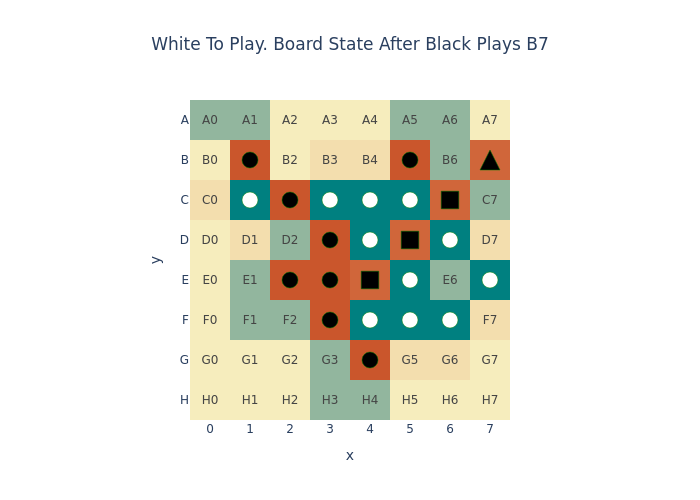 White To Play. Board State After Black Plays B7
A A0 A1 A2 A3 A4 A5 A6 A7
B B0 B2 B3 B4 B6
C C0 C7
D D0 D1 D2 D7
E E0 E1 E6
F F0 F1 F2 F7
G G0 G1 G2 G3 G5 G6 G7
H H0 H1 H2 H3 H4 H5 H6 H7
0 1 2 3 4 5 6 7
x
y